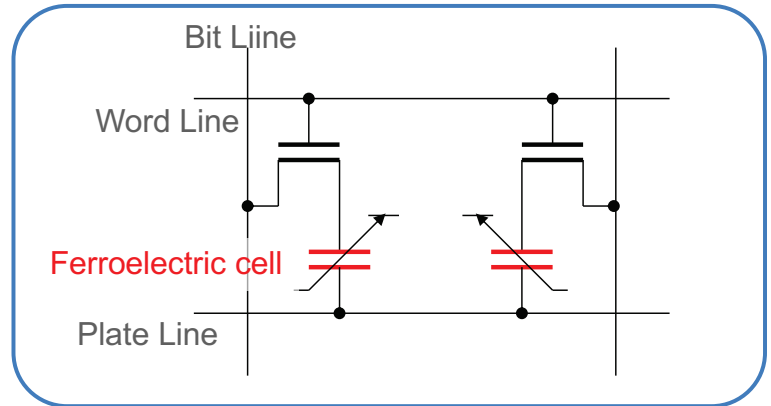 Bit Liine
Word Line
Ferroelectric cell
Plate Line